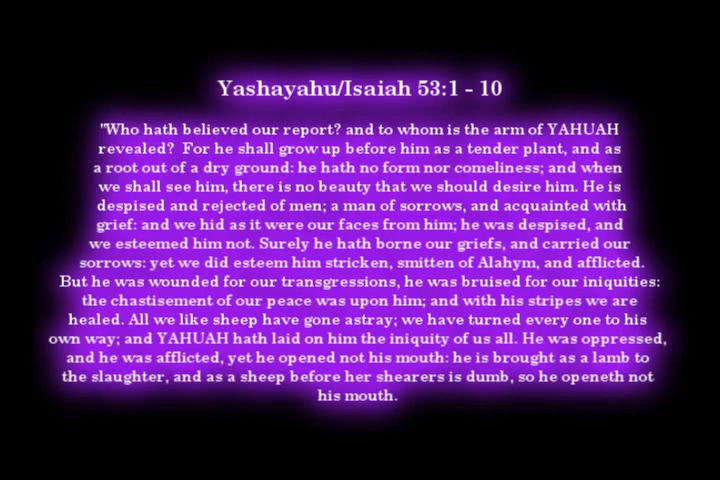 Yashayahu/Isaiah 53:1 - 10
"Who hath believed our report? and to whom is the arm of YAHUAH
revealed? For he shall grow up before him as a tender plant, and as
a root out of a dry ground: he hath no form nor comeliness; and when
we shall see him, there is no beauty that we should desire him. He is
despised and rejected of men; a man of sorrows, and acquainted with
grief: and we hid as it were our faces from him; he was despised, and
we esteemed him not. Surely he hath borne our griefs, and carried our
sorrows: yet we did esteem him stricken, smitten of Alahym, and afflicted.
But he was wounded for our transgressions, he was bruised for our iniquities:
the chastisement of our peace was upon him; and with his stripes we are
healed. All we like sheep have gone astray; we have turned every one to his
own way; and YAHUAH hath laid on him the iniquity of us all. He was oppressed,
and he was afflicted, yet he opened not his mouth: he is brought as a lamb to
the slaughter, and as a sheep before her shearers is dumb, so he openeth not
his mouth.